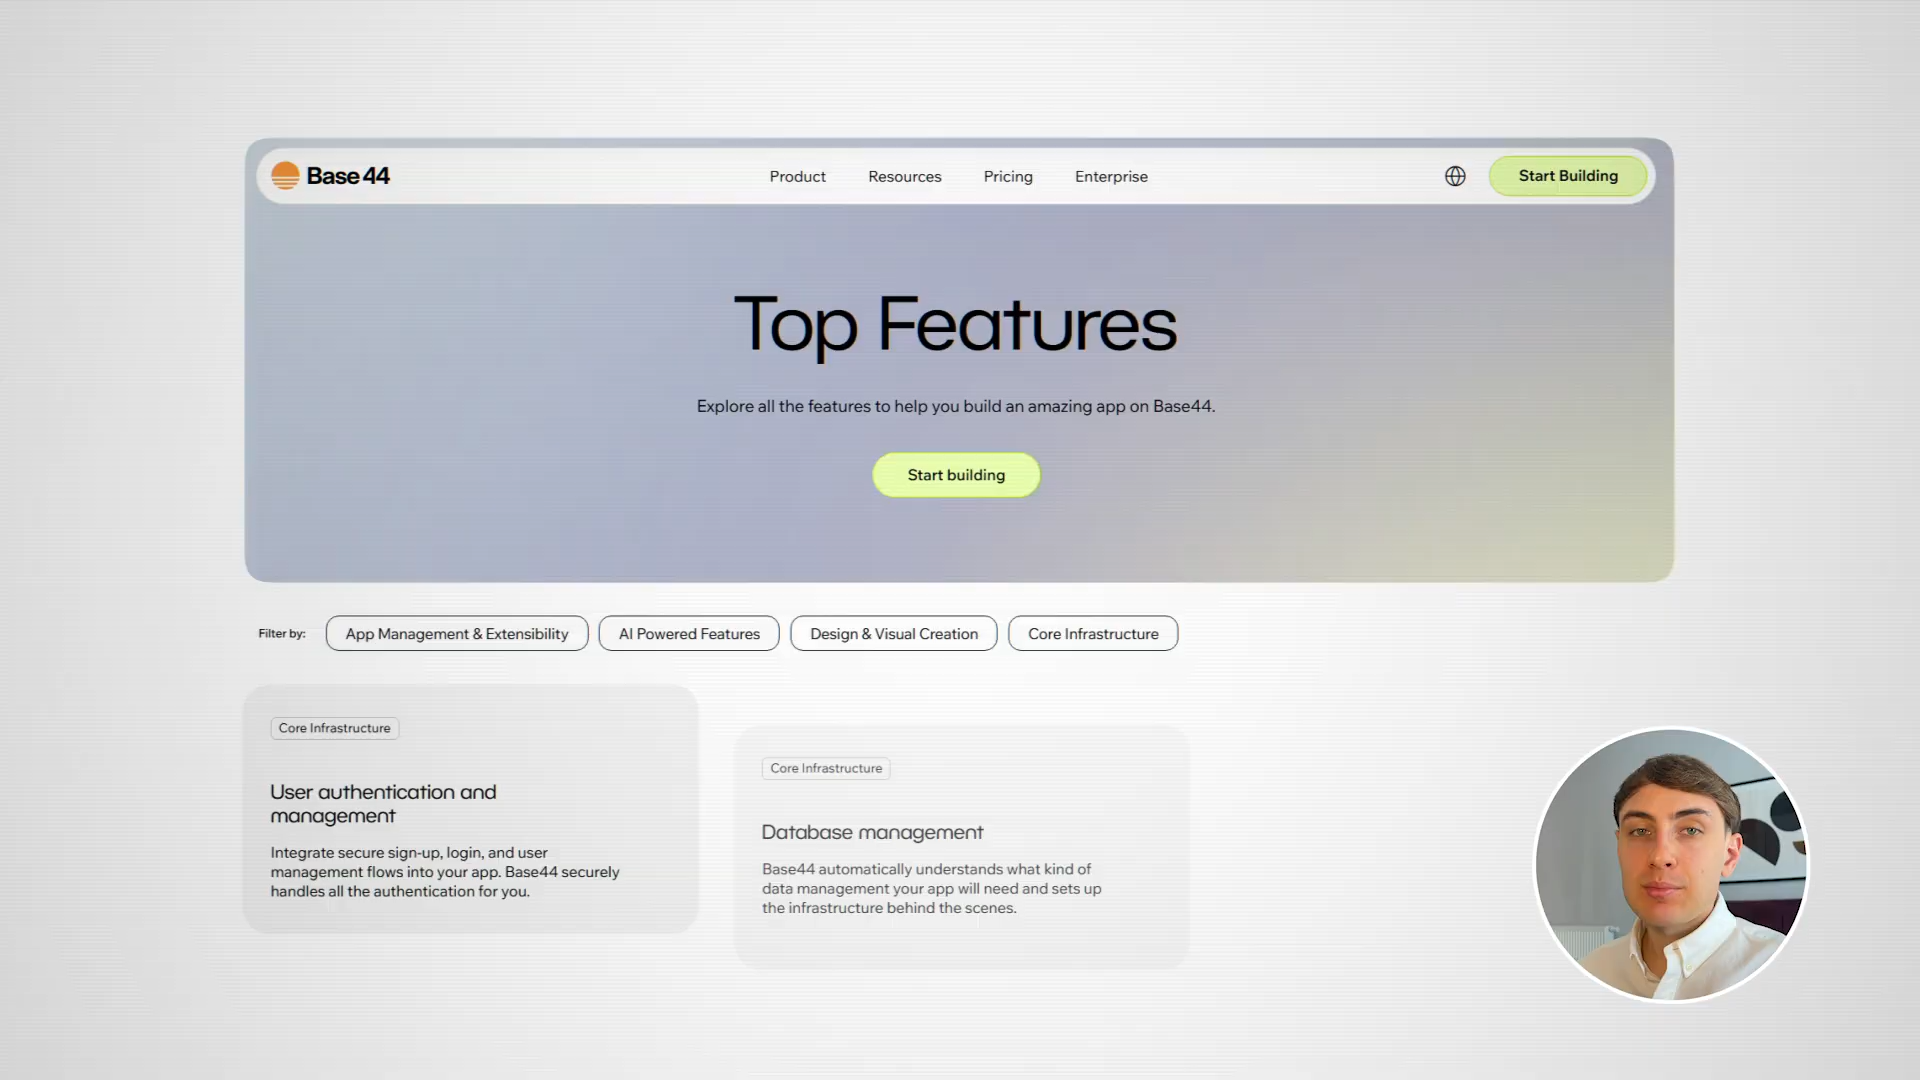 Base44
Product
Resources
Pricing
Enterprise
Start Building
Top Features
Explore all the features to help you build an amazing app on Base44.
Start building
Filter by:
App Management & Extensibility
AI Powered Features
Design & Visual Creation
Core Infrastructure
Core Infrastructure
User authentication and
management
Integrate secure sign-up, login, and user
management flows into your app. Base44 securely
handles all the authentication for you.
Core Infrastructure
Database management
Base44 automatically understands what kind of
data management your app will need and sets up
the infrastructure behind the scenes.